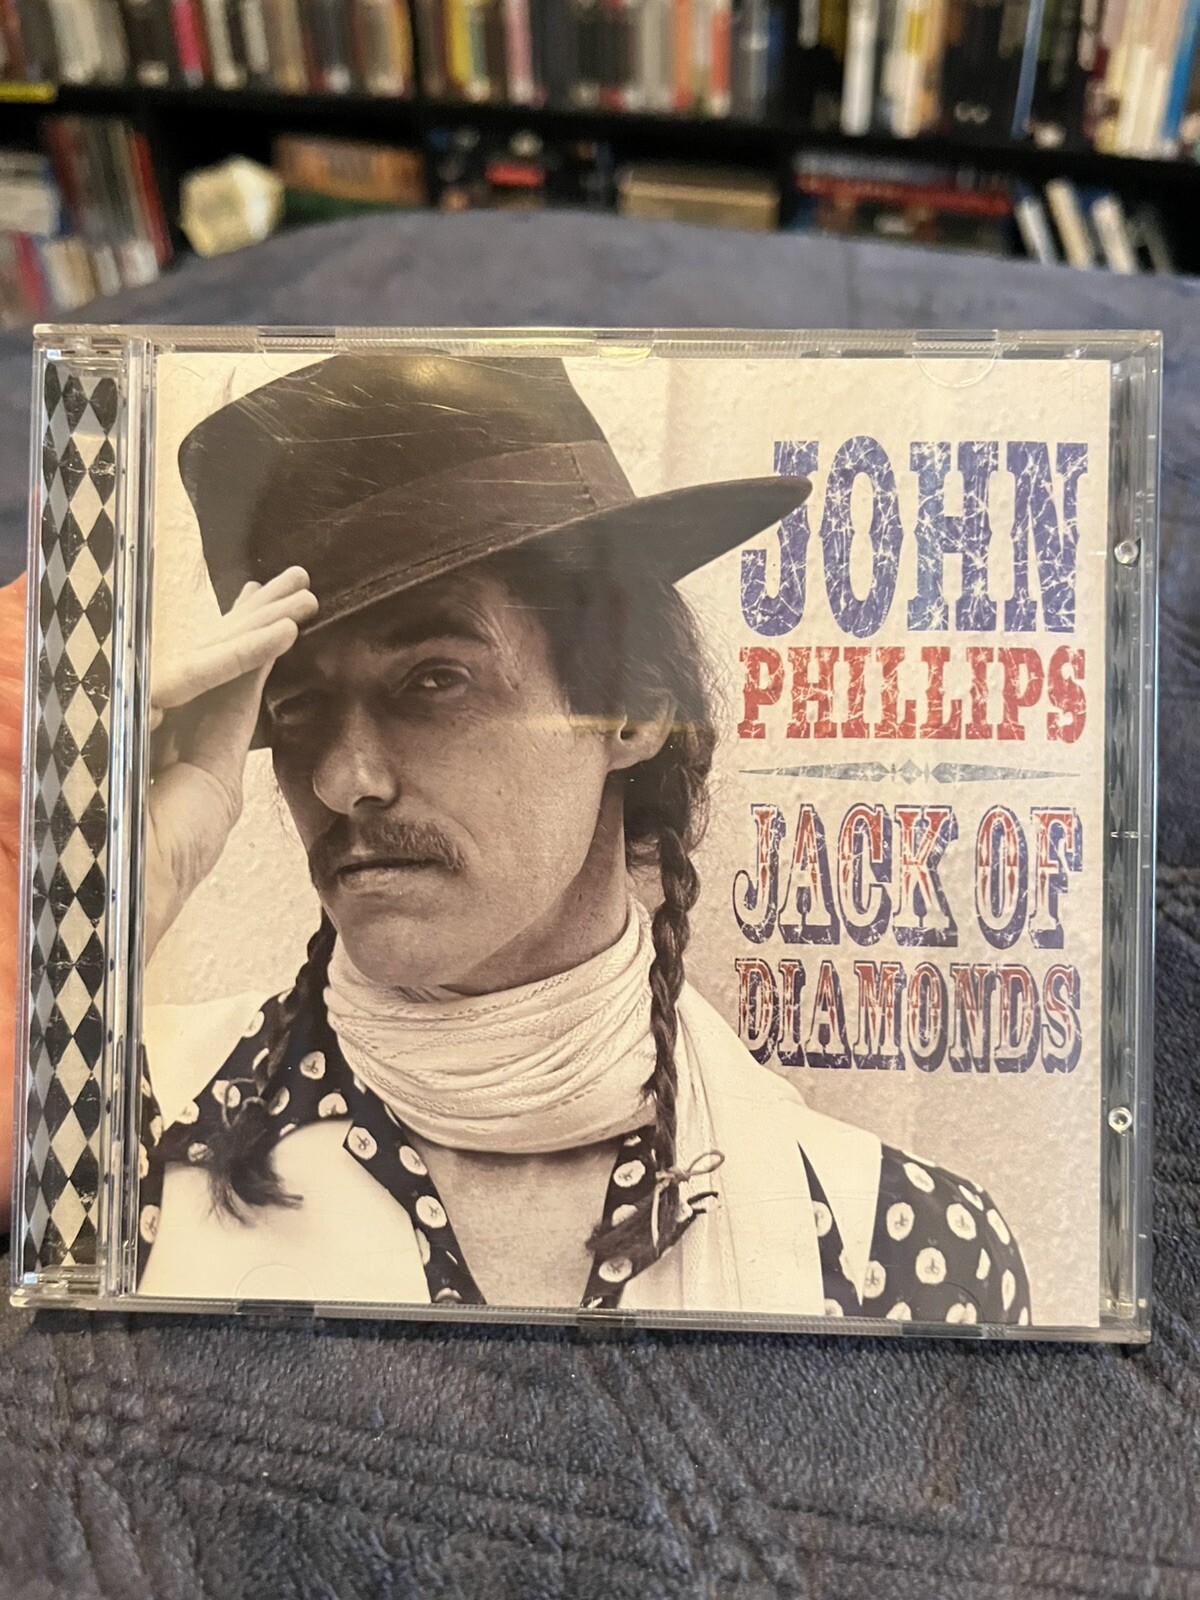 JOHN
PHILLIPS
JACK OF
DIAMONDS